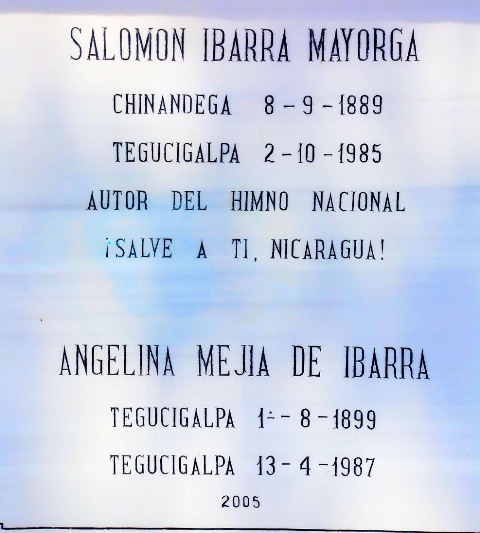 SALOMON IBARRA MAYORGA
CHINANDEGA 8-9-1889
TEGUCIGALPA 2-10-1985
AUTOR DEL HIMNO NACIONAL
¡SALVE A TI, NICARAGUA!
ANGELINA MEJIA DE IBARRA
TEGUCIGALPA 1º-8-1899
TEGUCIGALPA 13-4-1987
2005